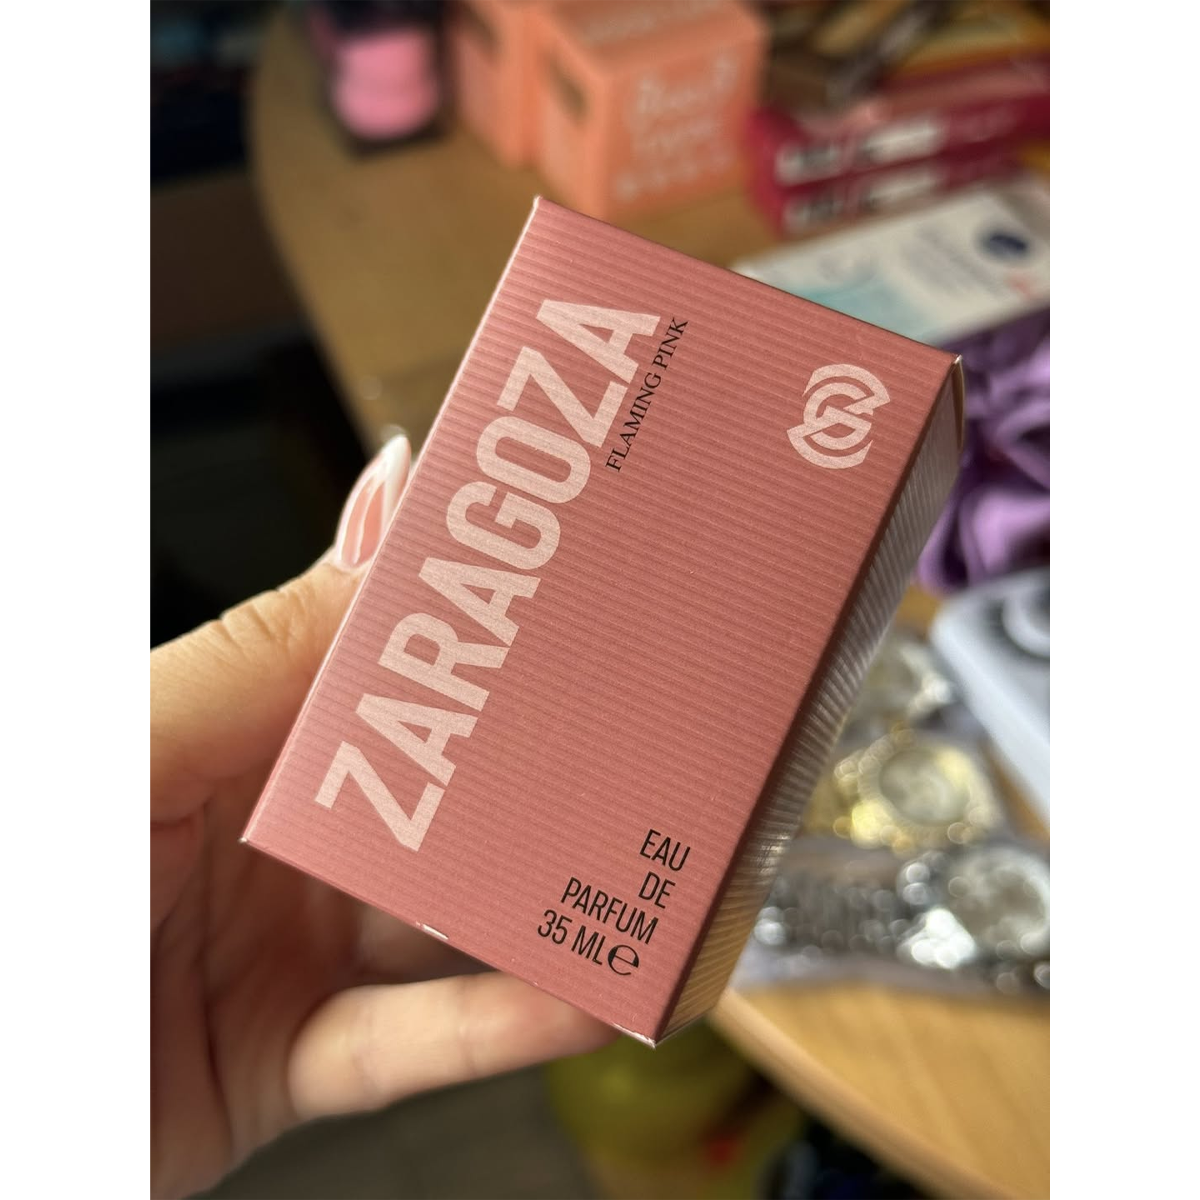 ZARAGOZA
FLAMING PINK
EAU
DE
PARFUM
35 ML℮